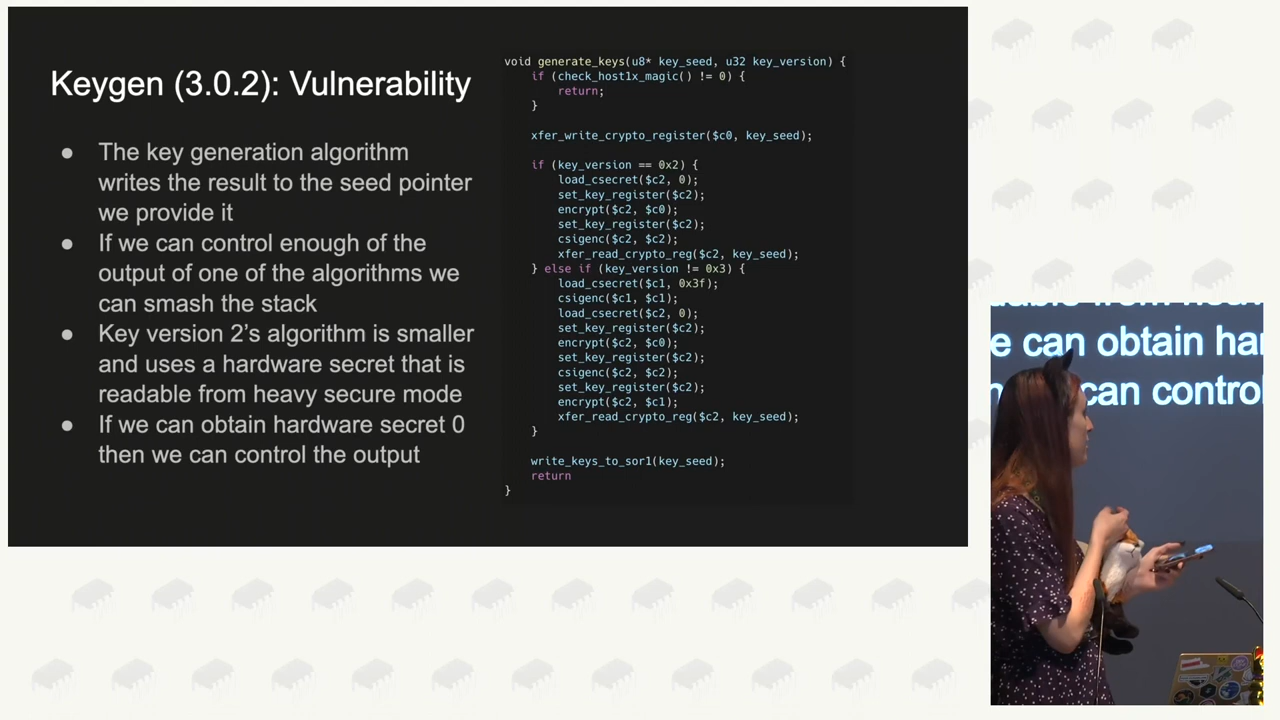 Keygen (3.0.2): Vulnerability
● The key generation algorithm
writes the result to the seed pointer
we provide it
● If we can control enough of the
output of one of the algorithms we
can smash the stack
● Key version 2’s algorithm is smaller
and uses a hardware secret that is
readable from heavy secure mode
● If we can obtain hardware secret 0
then we can control the output
void generate_keys(u8* key_seed, u32 key_version) {
if (check_host1x_magic() != 0) {
return;
}
xfer_write_crypto_register($c0, key_seed);
if (key_version == 0x2) {
load_csecret($c2, 0);
set_key_register($c2);
encrypt($c2, $c0);
set_key_register($c2);
csigenc($c2, $c2);
xfer_read_crypto_reg($c2, key_seed);
} else if (key_version != 0x3) {
load_csecret($c1, 0x3f);
csigenc($c1, $c1);
load_csecret($c2, 0);
set_key_register($c2);
encrypt($c2, $c0);
set_key_register($c2);
csigenc($c2, $c2);
set_key_register($c2);
encrypt($c2, $c1);
xfer_read_crypto_reg($c2, key_seed);
}
write_keys_to_sor1(key_seed);
return
}
e can obtain har
can control